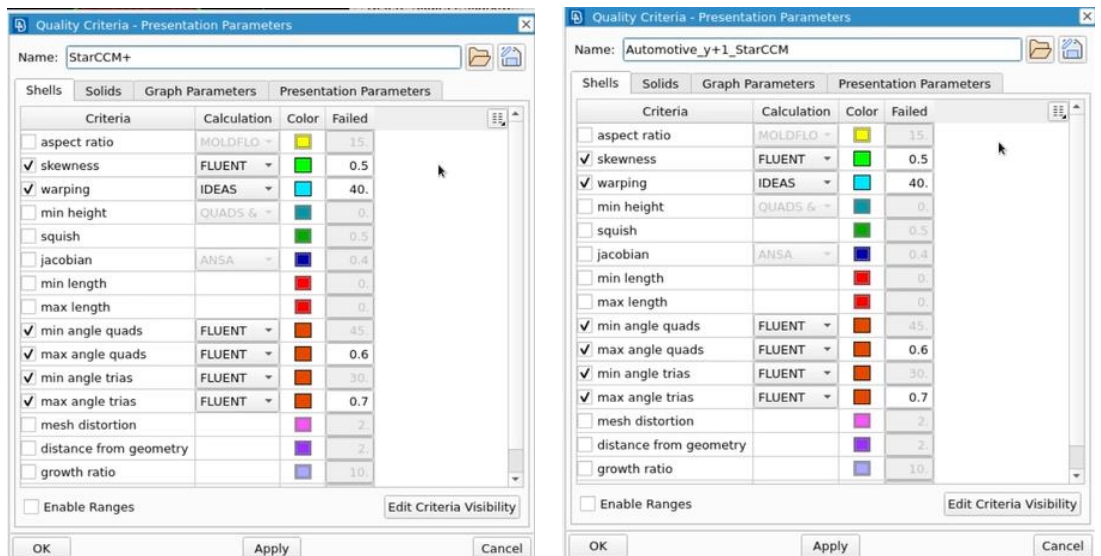 Quality Criteria - Presentation Parameters
Name: StarCCM+
Shells Solids Graph Parameters Presentation Parameters
Criteria Calculation Color Failed
aspect ratio MOLDFLO 15.
skewness FLUENT 0.5
warping IDEAS 40.
min height QUADS & 0.
squish 0.5
jacobian ANSA 0.4
min length 0.
max length 0.
min angle quads FLUENT 45.
max angle quads FLUENT 0.6
min angle trias FLUENT 30.
max angle trias FLUENT 0.7
mesh distortion 2.
distance from geometry 2.
growth ratio 10.
Enable Ranges Edit Criteria Visibility
OK Apply Cancel
Quality Criteria - Presentation Parameters
Name: Automotive_y+1_StarCCM
Shells Solids Graph Parameters Presentation Parameters
Criteria Calculation Color Failed
aspect ratio MOLDFLO 15.
skewness FLUENT 0.5
warping IDEAS 40.
min height QUADS & 0.
squish 0.5
jacobian ANSA 0.4
min length 0.
max length 0.
min angle quads FLUENT 45.
max angle quads FLUENT 0.6
min angle trias FLUENT 30.
max angle trias FLUENT 0.7
mesh distortion 2.
distance from geometry 2.
growth ratio 10.
Enable Ranges Edit Criteria Visibility
OK Apply Cancel